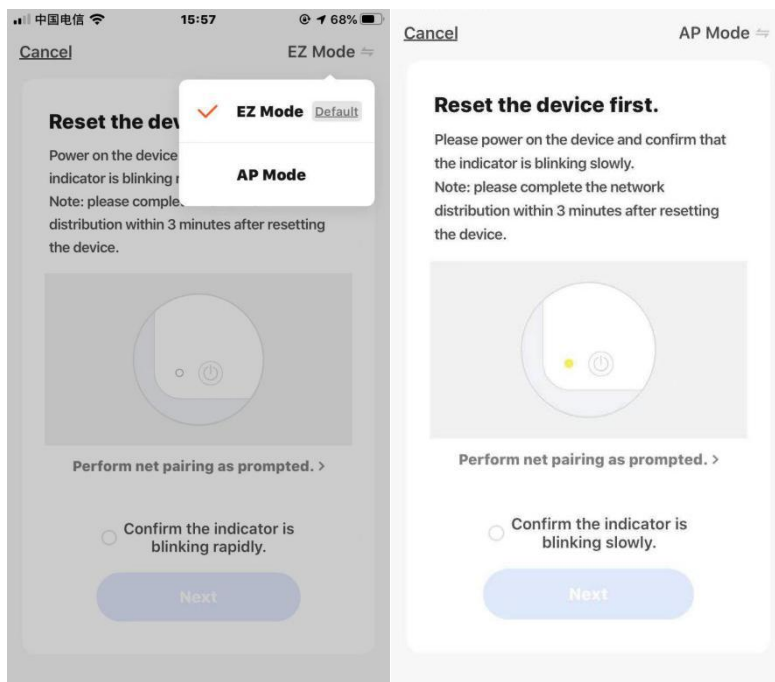 中国电信
15:57
68%
Cancel
EZ Mode
EZ Mode Default
AP Mode
Reset the dev
Power on the device
indicator is blinking
Note: please comple
distribution within 3 minutes after resetting
the device.
Perform net pairing as prompted. >
Confirm the indicator is
blinking rapidly.
Next
Cancel
AP Mode
Reset the device first.
Please power on the device and confirm that
the indicator is blinking slowly.
Note: please complete the network
distribution within 3 minutes after resetting
the device.
Perform net pairing as prompted. >
Confirm the indicator is
blinking slowly.
Next